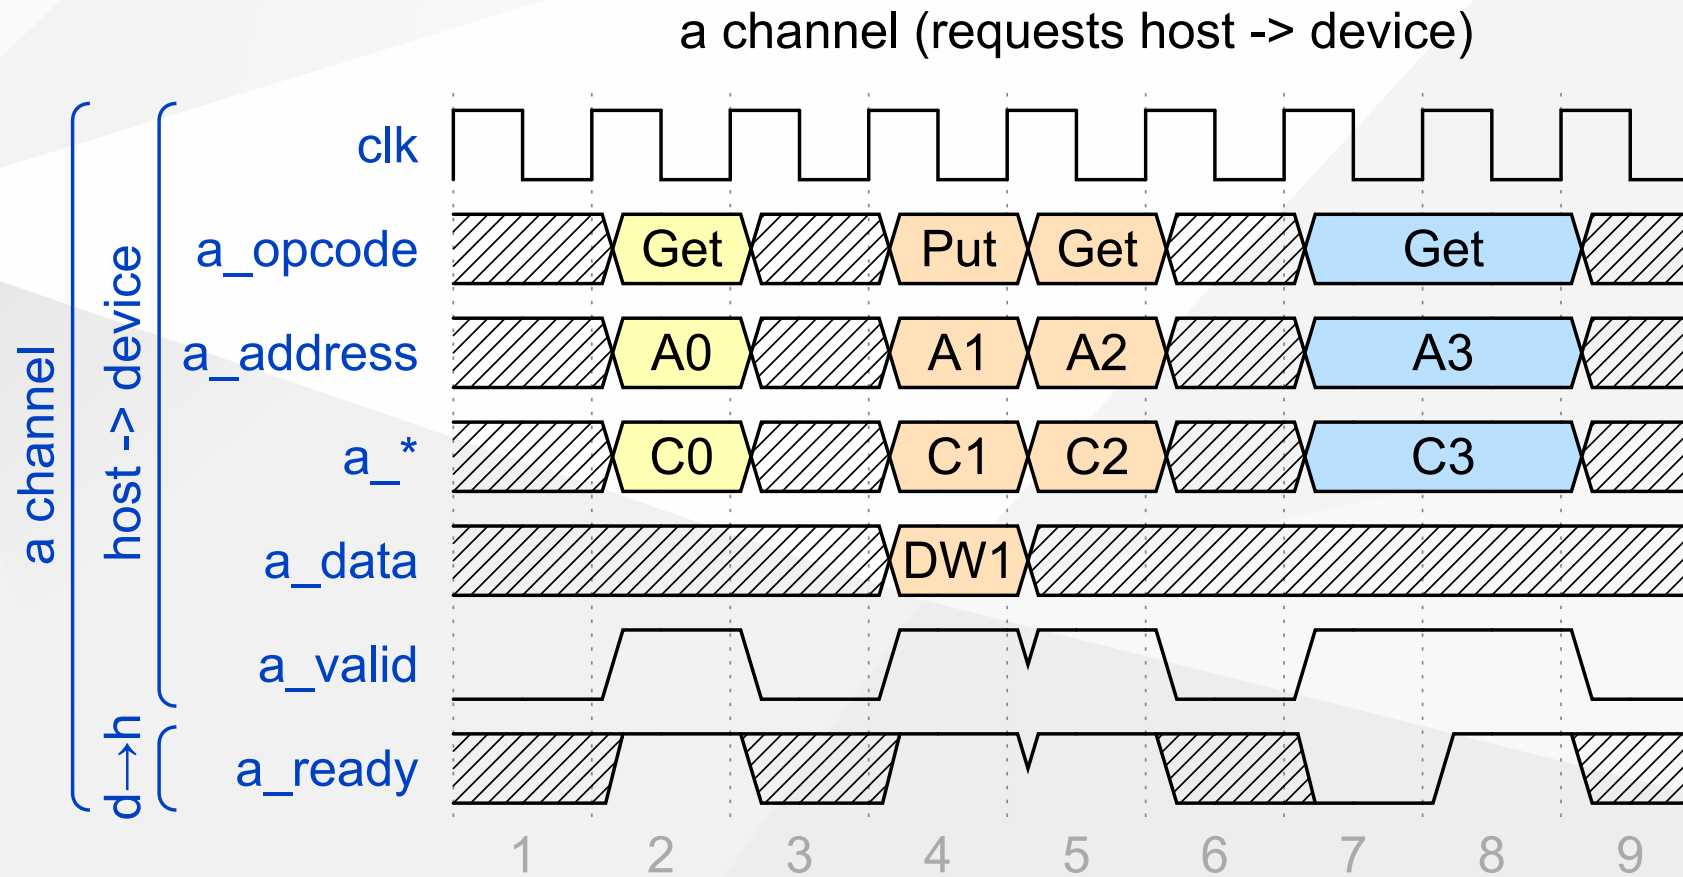 a channel (requests host -> device)
a channel
host -> device
d→h
clk
a_opcode Get Put Get Get
a_address A0 A1 A2 A3
a_* C0 C1 C2 C3
a_data DW1
a_valid
a_ready
1 2 3 4 5 6 7 8 9